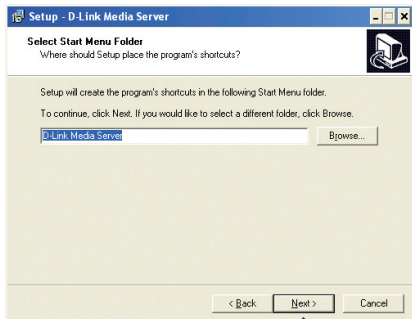 Setup - D-Link Media Server
Select Start Menu Folder
Where should Setup place the program's shortcuts?
Setup will create the program's shortcuts in the following Start Menu folder.
To continue, click Next. If you would like to select a different folder, click Browse.
D-Link Media Server
Browse...
< Back
Next >
Cancel